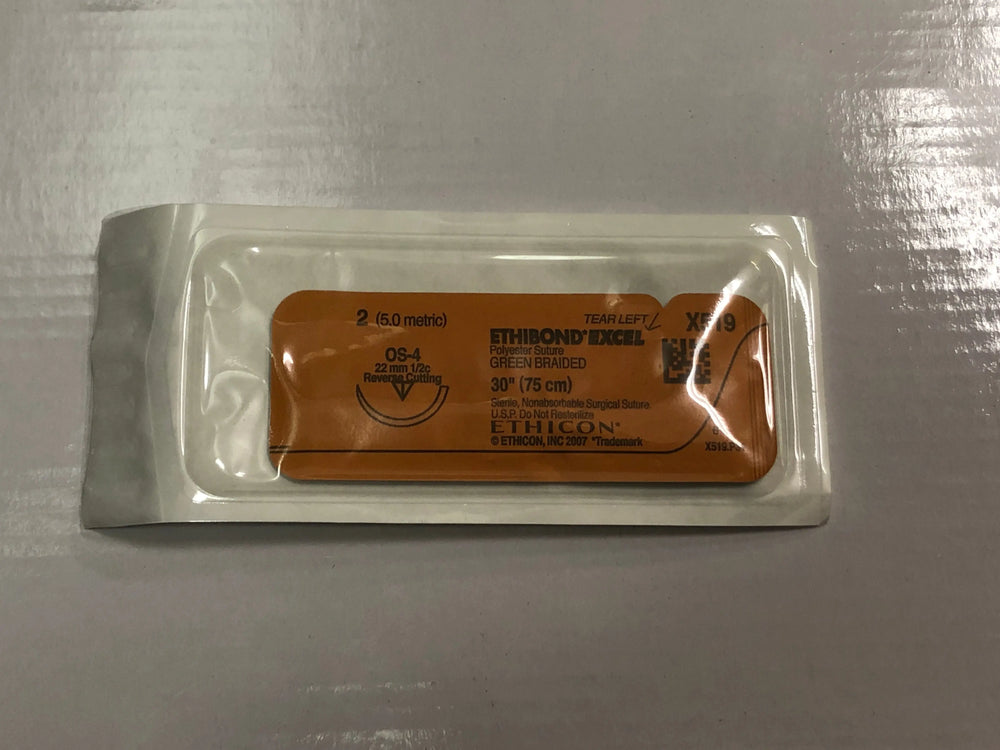 2 (5.0 metric)
OS-4
22 mm 1/2c
Reverse Cutting
TEAR LEFT
ETHIBOND*EXCEL
Polyester Suture
GREEN BRAIDED
30" (75 cm)
Sterile, Nonabsorbable Surgical Suture
U.S.P. Do Not Resterilize
ETHICON*
© ETHICON, INC 2007 *Trademark
X519